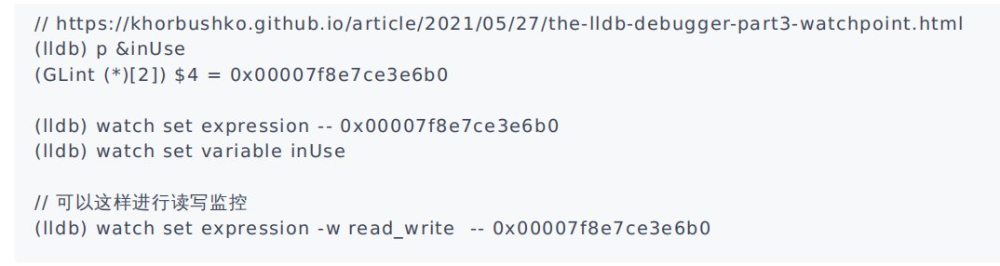 // https://khorbushko.github.io/article/2021/05/27/the-lldb-debugger-part3-watchpoint.html
(lldb) p &inUse
(GLint (*)[2]) $4 = 0x00007f8e7ce3e6b0
(lldb) watch set expression -- 0x00007f8e7ce3e6b0
(lldb) watch set variable inUse
// 可以这样进行读写监控
(lldb) watch set expression -w read_write  -- 0x00007f8e7ce3e6b0